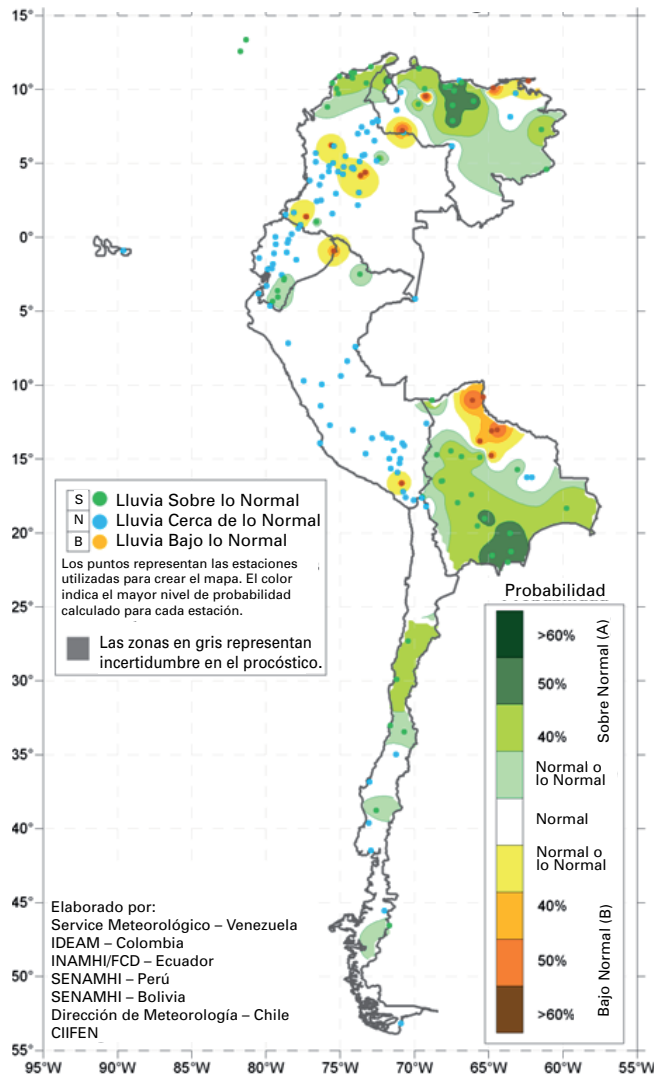 15°
10°
5°
0°
5°
10°
15°
20°
25°
30°
35°
40°
45°
50°
55°
95°W
90°W
85°W
80°W
75°W
70°W
65°W
60°W
55°W
S Lluvia Sobre lo Normal
N Lluvia Cerca de lo Normal
B Lluvia Bajo lo Normal
Los puntos representan las estaciones
utilizadas para crear el mapa. El color
indica el mayor nivel de probabilidad
calculado para cada estación.
Las zonas en gris representan
incertidumbre en el procóstico.
Probabilidad
>60%
50%
40%
Sobre Normal (A)
Normal o
lo Normal
Normal
Normal o
lo Normal
40%
50%
>60%
Bajo Normal (B)
Elaborado por:
Service Meteorológico – Venezuela
IDEAM – Colombia
INAMHI/FCD – Ecuador
SENAMHI – Perú
SENAMHI – Bolivia
Dirección de Meteorología – Chile
CIIFEN